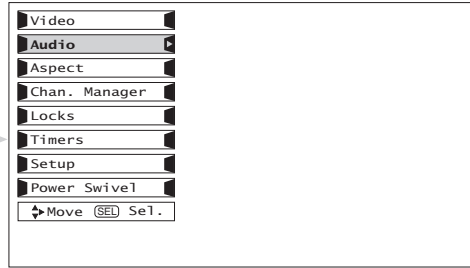 Video
Audio
Aspect
Chan. Manager
Locks
Timers
Setup
Power Swivel
Move SEL Sel.